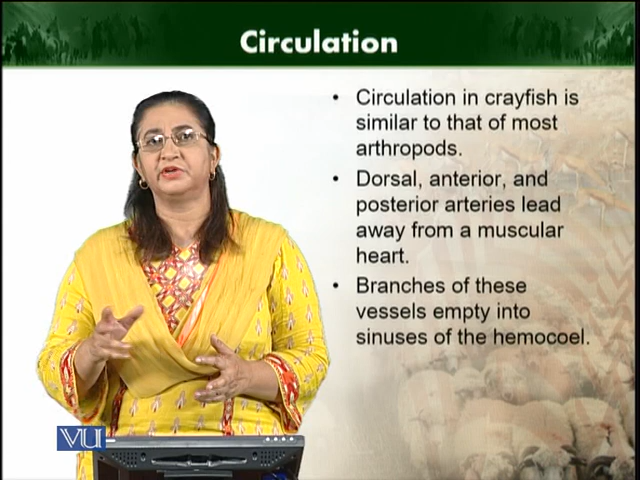 Circulation
• Circulation in crayfish is
similar to that of most
arthropods.
• Dorsal, anterior, and
posterior arteries lead
away from a muscular
heart.
• Branches of these
vessels empty into
sinuses of the hemocoel.
VU